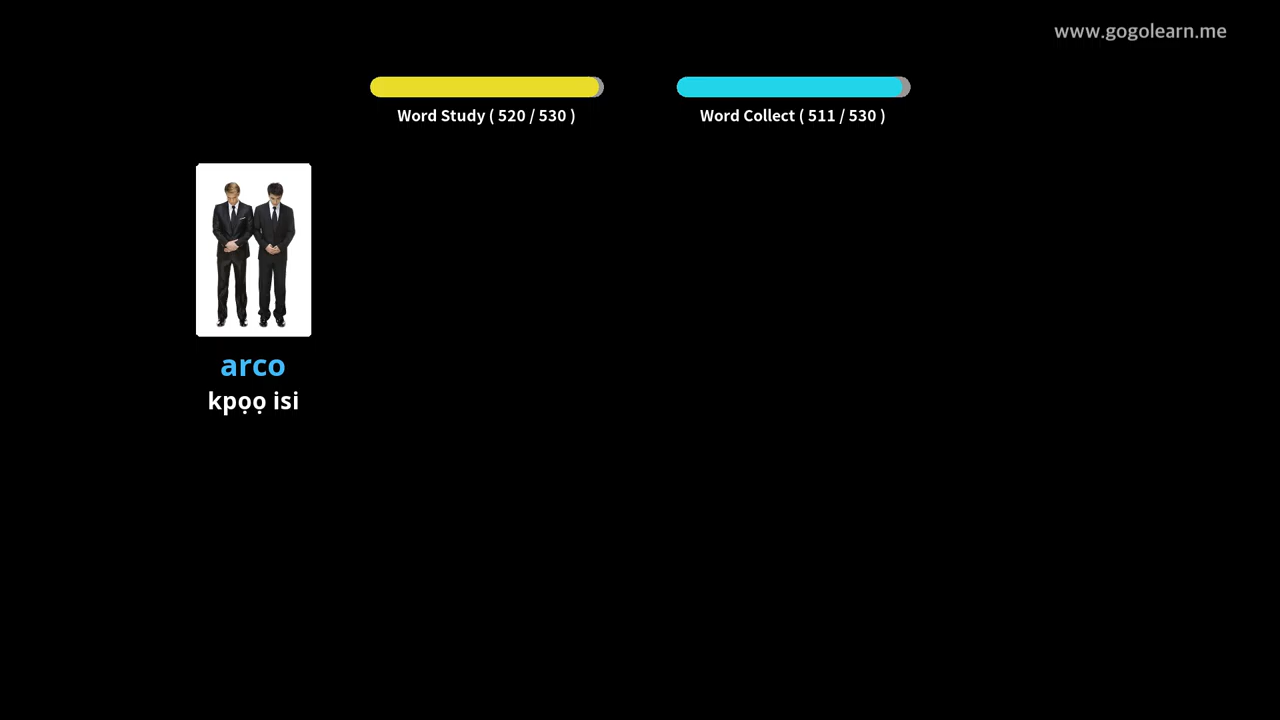 www.gogolearn.me
Word Study ( 520 / 530 )
Word Collect ( 511 / 530 )
arco
kpọọ isi